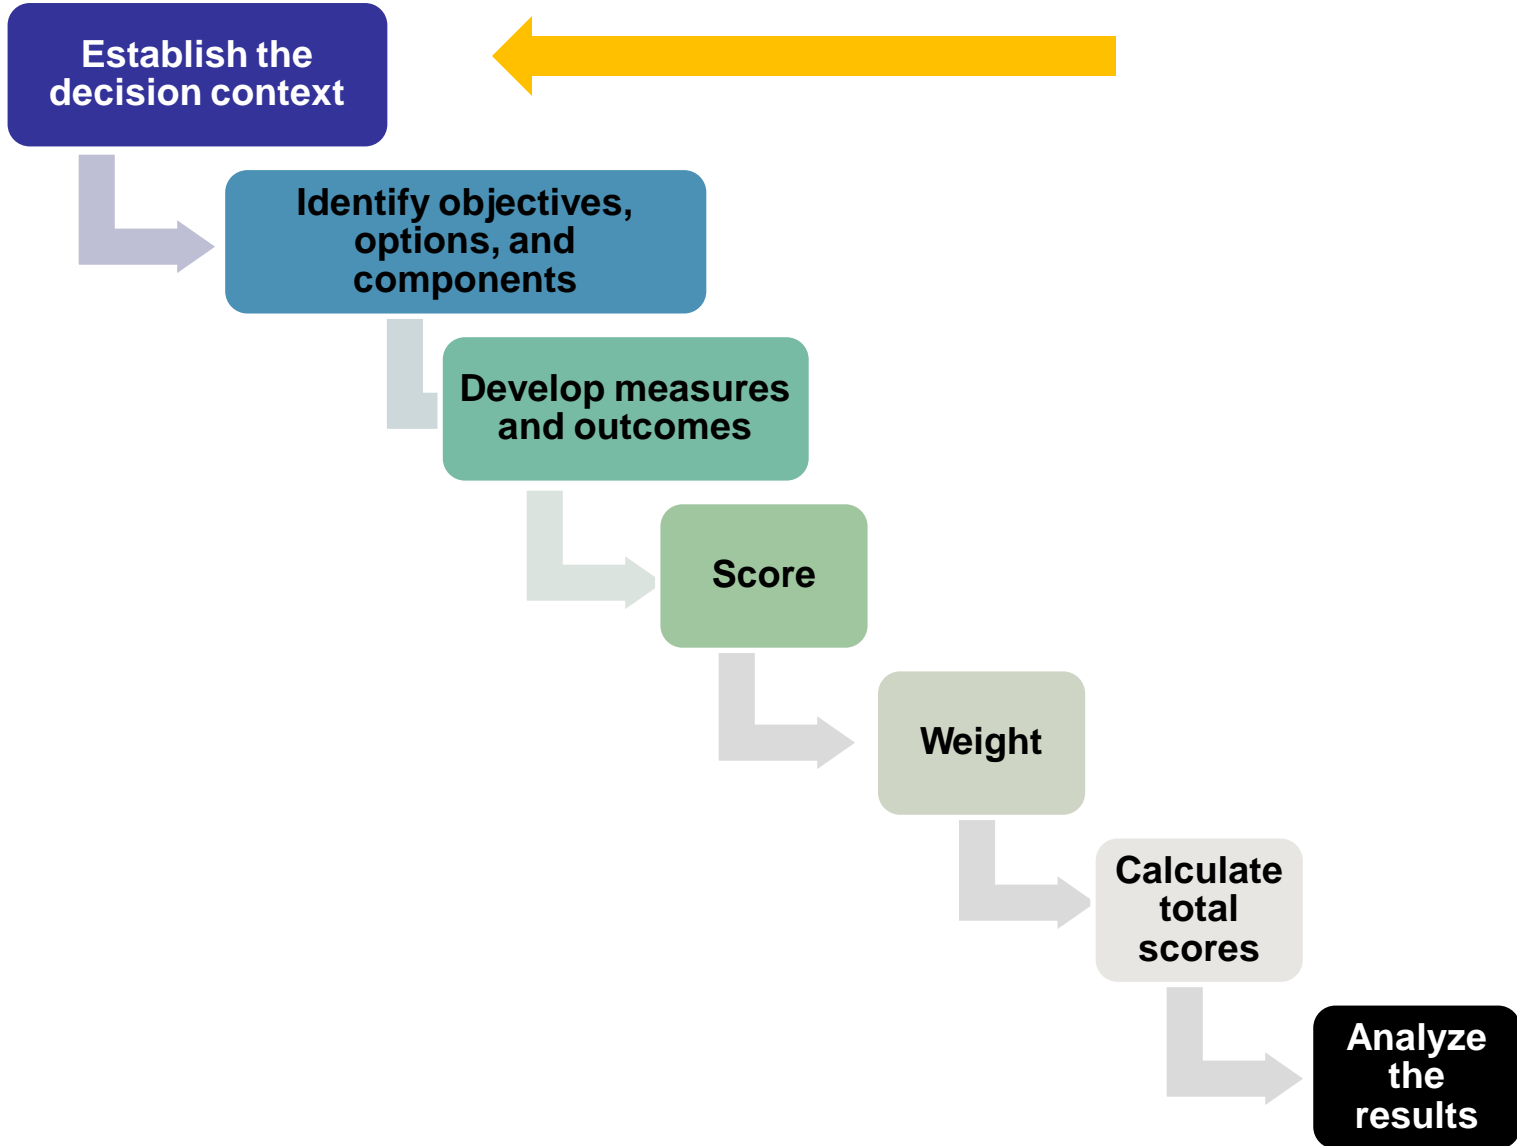 Establish the
decision context
Identify objectives,
options, and
components
Develop measures
and outcomes
Score
Weight
Calculate
total
scores
Analyze
the
results